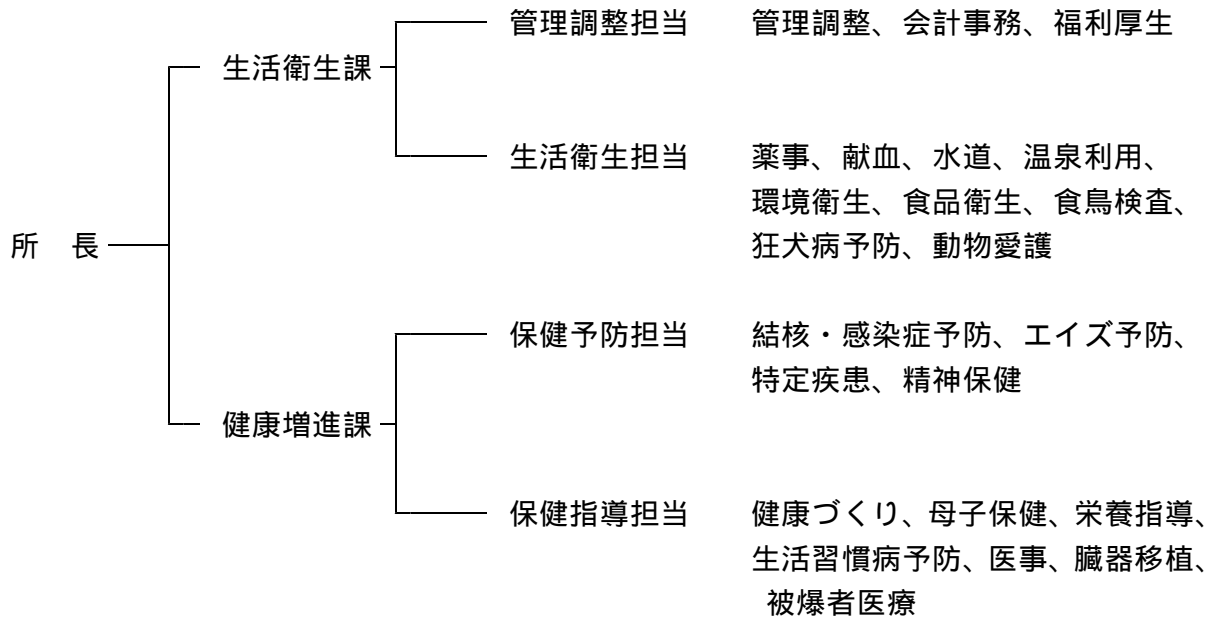 管理調整担当　管理調整、会計事務、福利厚生
生活衛生課
生活衛生担当　薬事、献血、水道、温泉利用、
環境衛生、食品衛生、食鳥検査、
所　長　狂犬病予防、動物愛護
保健予防担当　結核・感染症予防、エイズ予防、
特定疾患、精神保健
健康増進課
保健指導担当　健康づくり、母子保健、栄養指導、
生活習慣病予防、医事、臓器移植、
被爆者医療